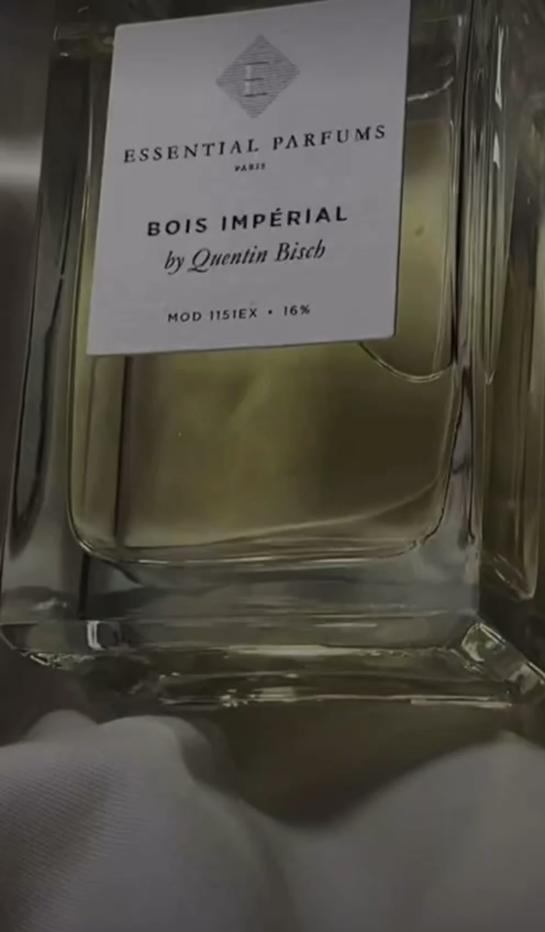 E
ESSENTIAL PARFUMS
PARIS
BOIS IMPÉRIAL
by Quentin Bisch
MOD 1151EX • 16%